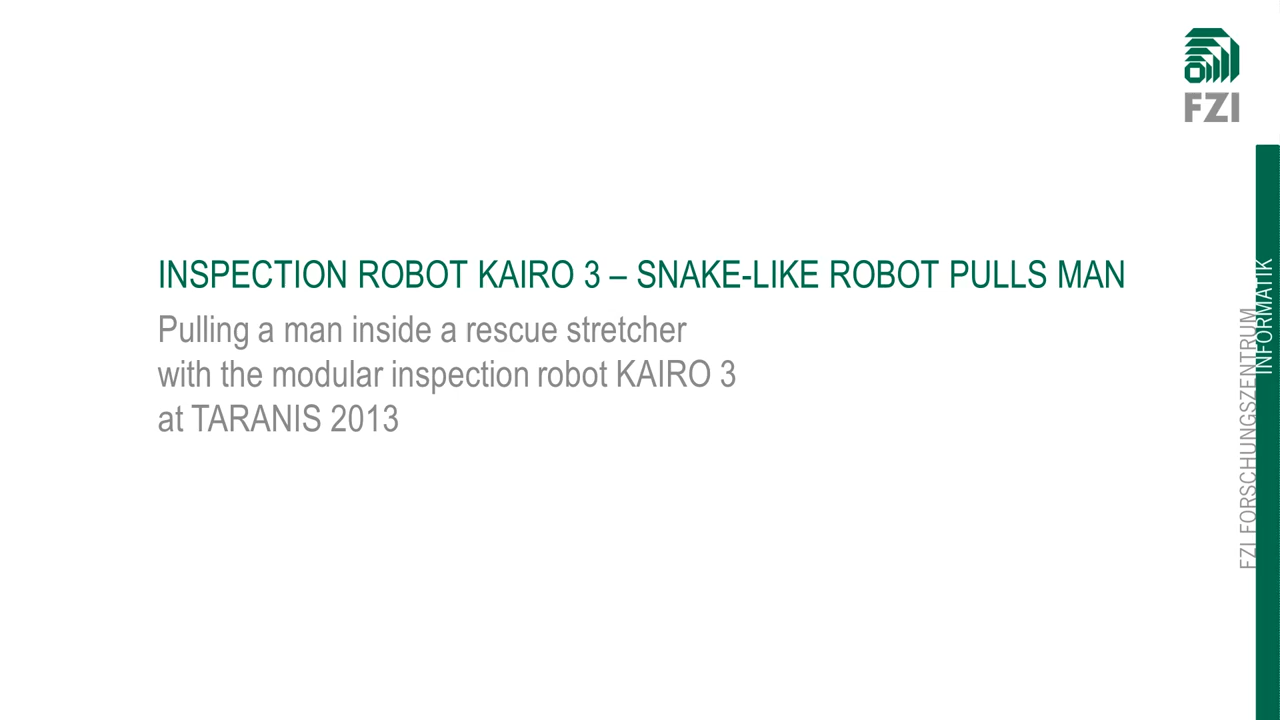 FZI
INSPECTION ROBOT KAIRO 3 – SNAKE-LIKE ROBOT PULLS MAN
Pulling a man inside a rescue stretcher
with the modular inspection robot KAIRO 3
at TARANIS 2013
FZI FORSCHUNGSZENTRUM
INFORMATIK